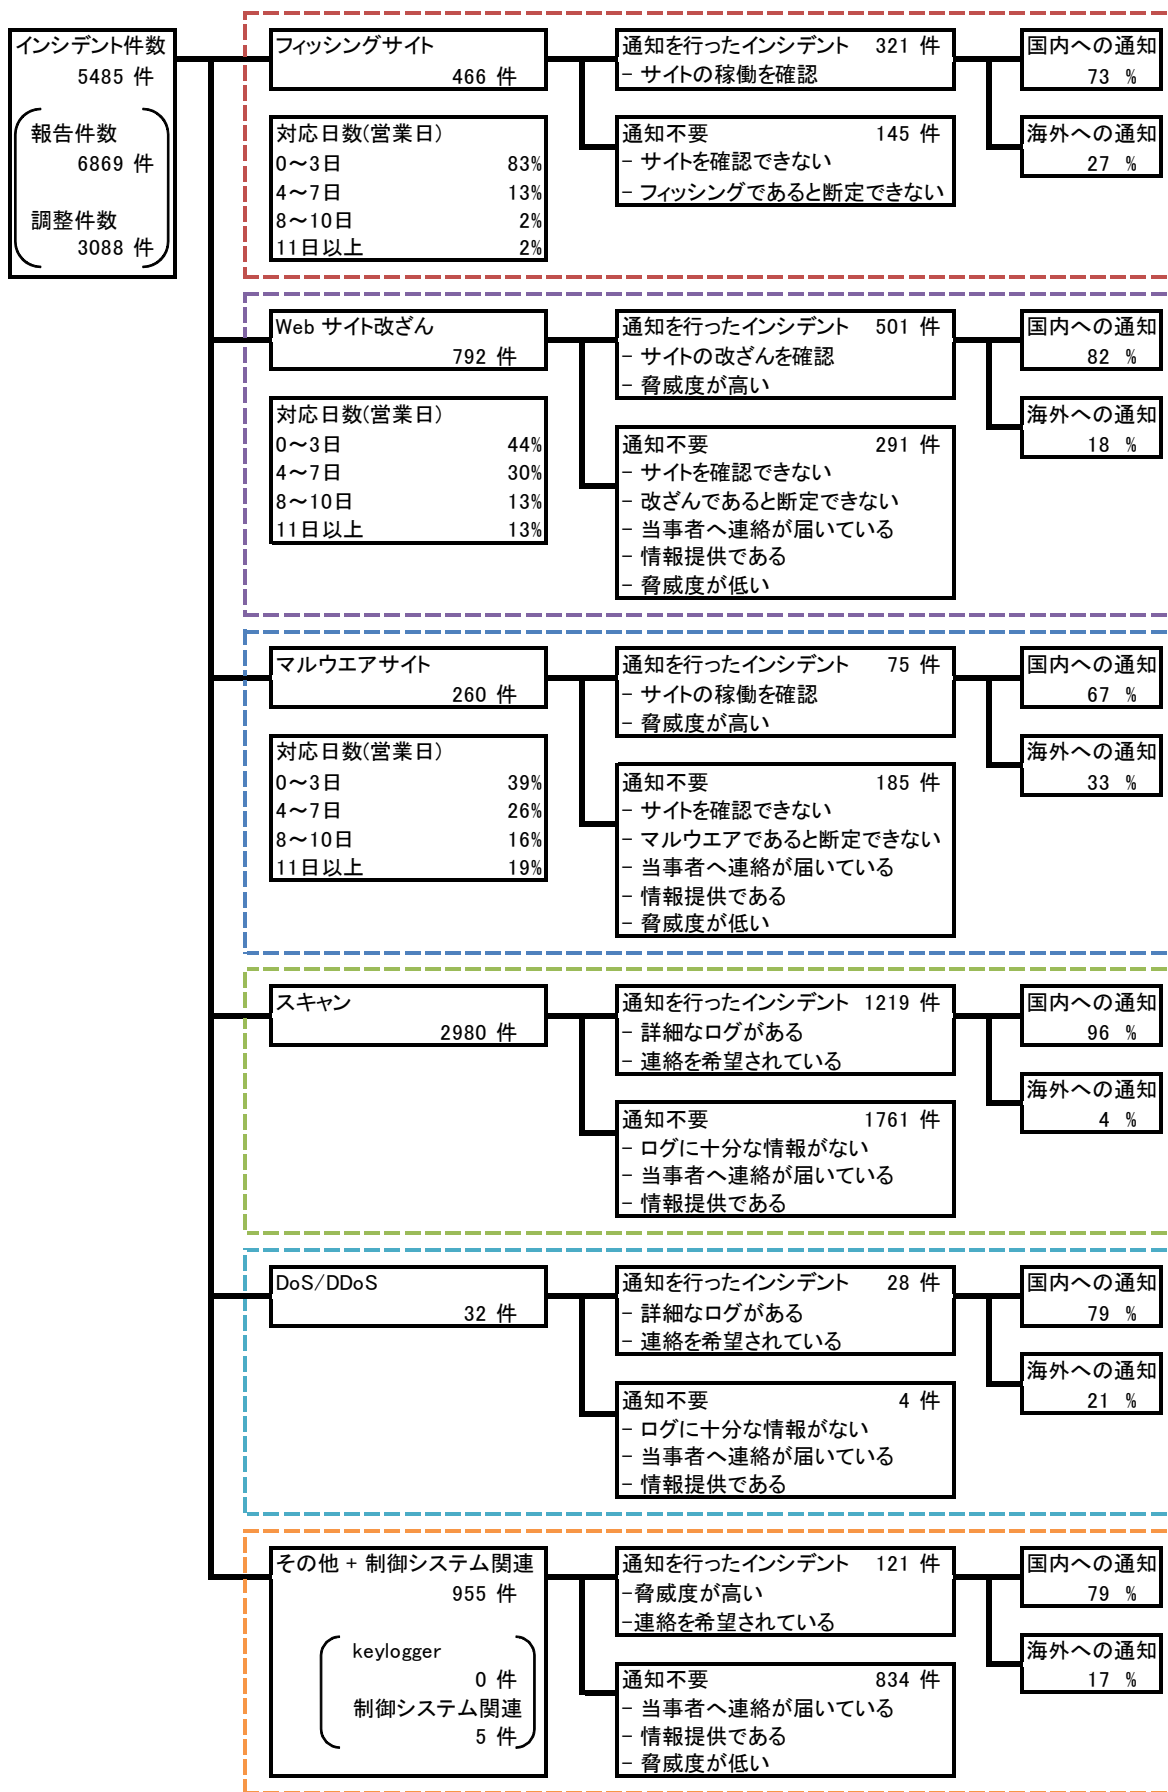 インシデント件数
5485 件
報告件数
6869 件
調整件数
3088 件
フィッシングサイト
466 件
対応日数(営業日)
0～3日 83%
4～7日 13%
8～10日 2%
11日以上 2%
通知を行ったインシデント 321 件
- サイトの稼働を確認
通知不要 145 件
- サイトを確認できない
- フィッシングであると断定できない
国内への通知
73 %
海外への通知
27 %
Web サイト改ざん
792 件
対応日数(営業日)
0～3日 44%
4～7日 30%
8～10日 13%
11日以上 13%
通知を行ったインシデント 501 件
- サイトの改ざんを確認
- 脅威度が高い
通知不要 291 件
- サイトを確認できない
- 改ざんであると断定できない
- 当事者へ連絡が届いている
- 情報提供である
- 脅威度が低い
国内への通知
82 %
海外への通知
18 %
マルウエアサイト
260 件
対応日数(営業日)
0～3日 39%
4～7日 26%
8～10日 16%
11日以上 19%
通知を行ったインシデント 75 件
- サイトの稼働を確認
- 脅威度が高い
通知不要 185 件
- サイトを確認できない
- マルウエアであると断定できない
- 当事者へ連絡が届いている
- 情報提供である
- 脅威度が低い
国内への通知
67 %
海外への通知
33 %
スキャン
2980 件
通知を行ったインシデント 1219 件
- 詳細なログがある
- 連絡を希望されている
通知不要 1761 件
- ログに十分な情報がない
- 当事者へ連絡が届いている
- 情報提供である
国内への通知
96 %
海外への通知
4 %
DoS/DDoS
32 件
通知を行ったインシデント 28 件
- 詳細なログがある
- 連絡を希望されている
通知不要 4 件
- ログに十分な情報がない
- 当事者へ連絡が届いている
- 情報提供である
国内への通知
79 %
海外への通知
21 %
その他 + 制御システム関連
955 件
keylogger
0 件
制御システム関連
5 件
通知を行ったインシデント 121 件
-脅威度が高い
-連絡を希望されている
通知不要 834 件
- 当事者へ連絡が届いている
- 情報提供である
- 脅威度が低い
国内への通知
79 %
海外への通知
17 %